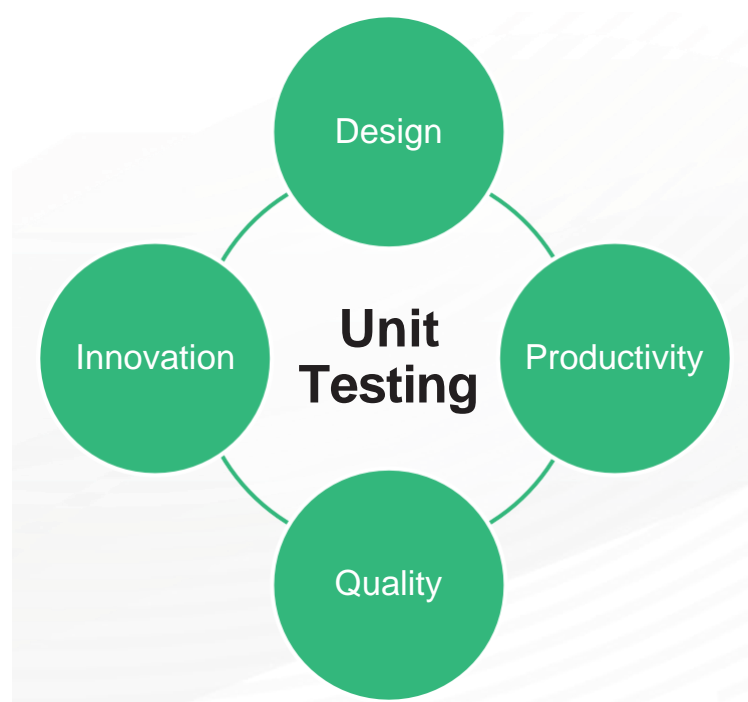 Design
Innovation
Unit
Testing
Productivity
Quality